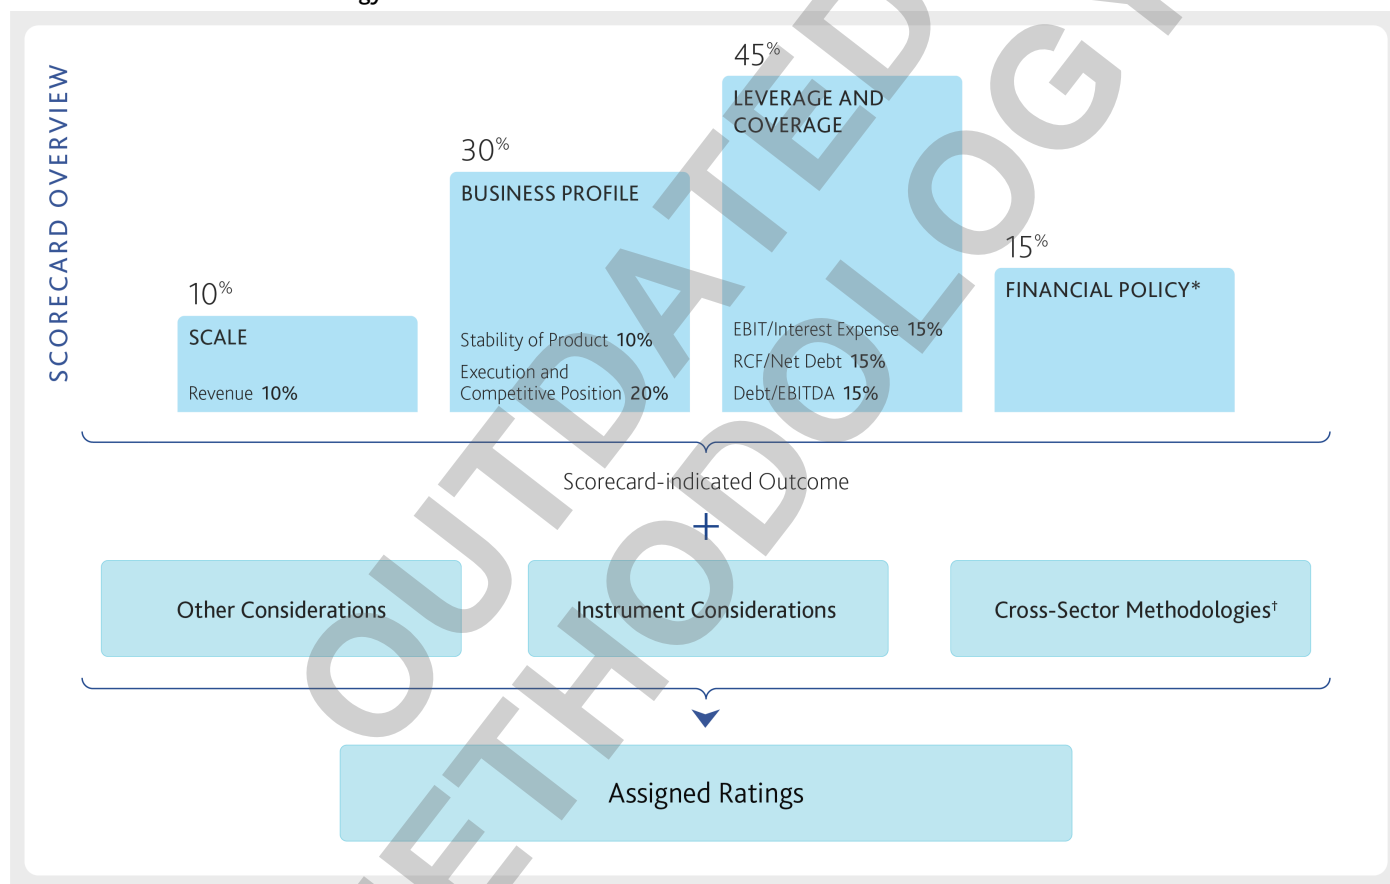 gy
SCORECARD OVERVIEW
10%
SCALE
Revenue 10%
30%
BUSINESS PROFILE
Stability of Product 10%
Execution and
Competitive Position 20%
45%
LEVERAGE AND
COVERAGE
EBIT/Interest Expense 15%
RCF/Net Debt 15%
Debt/EBITDA 15%
15%
FINANCIAL POLICY*
Scorecard-indicated Outcome
+
Other Considerations
Instrument Considerations
Cross-Sector Methodologies†
Assigned Ratings
OUTDATED
ETHODOLOGY